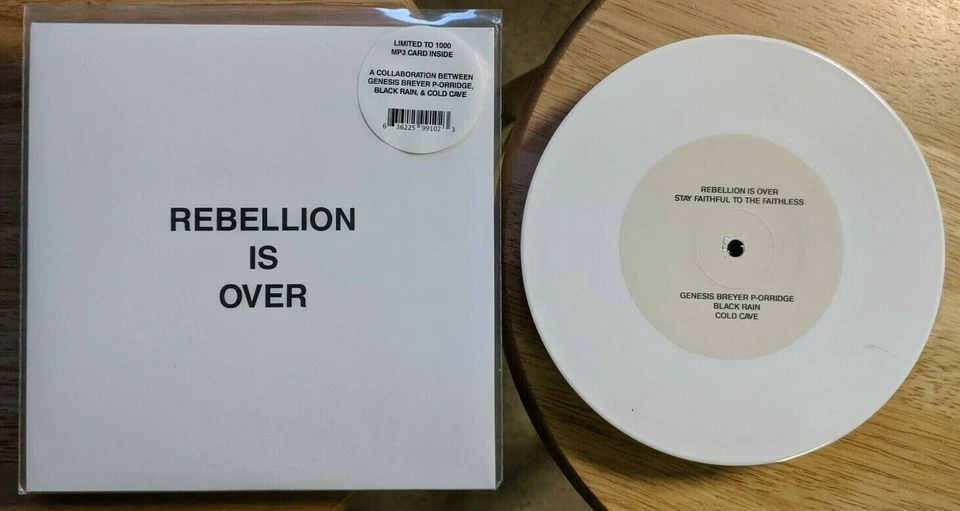 LIMITED TO 1000
MP3 CARD INSIDE
A COLLABORATION BETWEEN
GENESIS BREYER P-ORRIDGE,
BLACK RAIN, & COLD CAVE
6 36225 99102 3
REBELLION
IS
OVER
REBELLION IS OVER
STAY FAITHFUL TO THE FAITHLESS
GENESIS BREYER P-ORRIDGE
BLACK RAIN
COLD CAVE